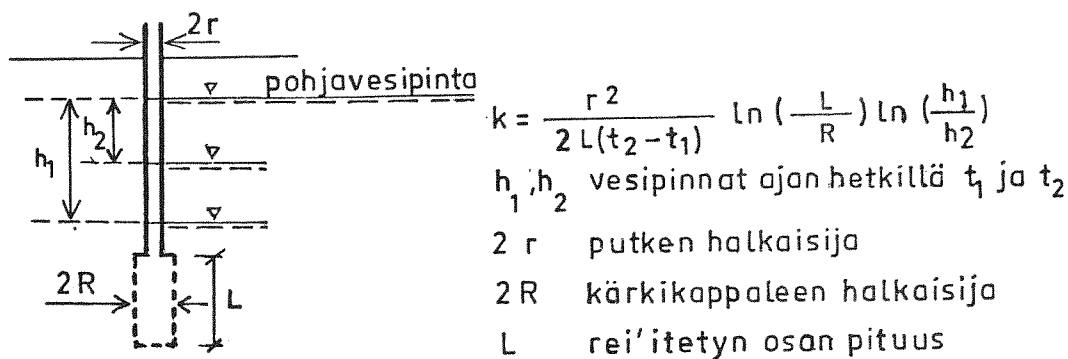 2r
pohjavesipinta
h₂
h₁
2R
L
k = r² / 2 L(t₂-t₁) ln (L/R) ln (h₁/h₂)
h₁,h₂ vesipinnat ajan hetkillä t₁ ja t₂
2 r putken halkaisija
2R kärkikappaleen halkaisija
L rei'itetyn osan pituus